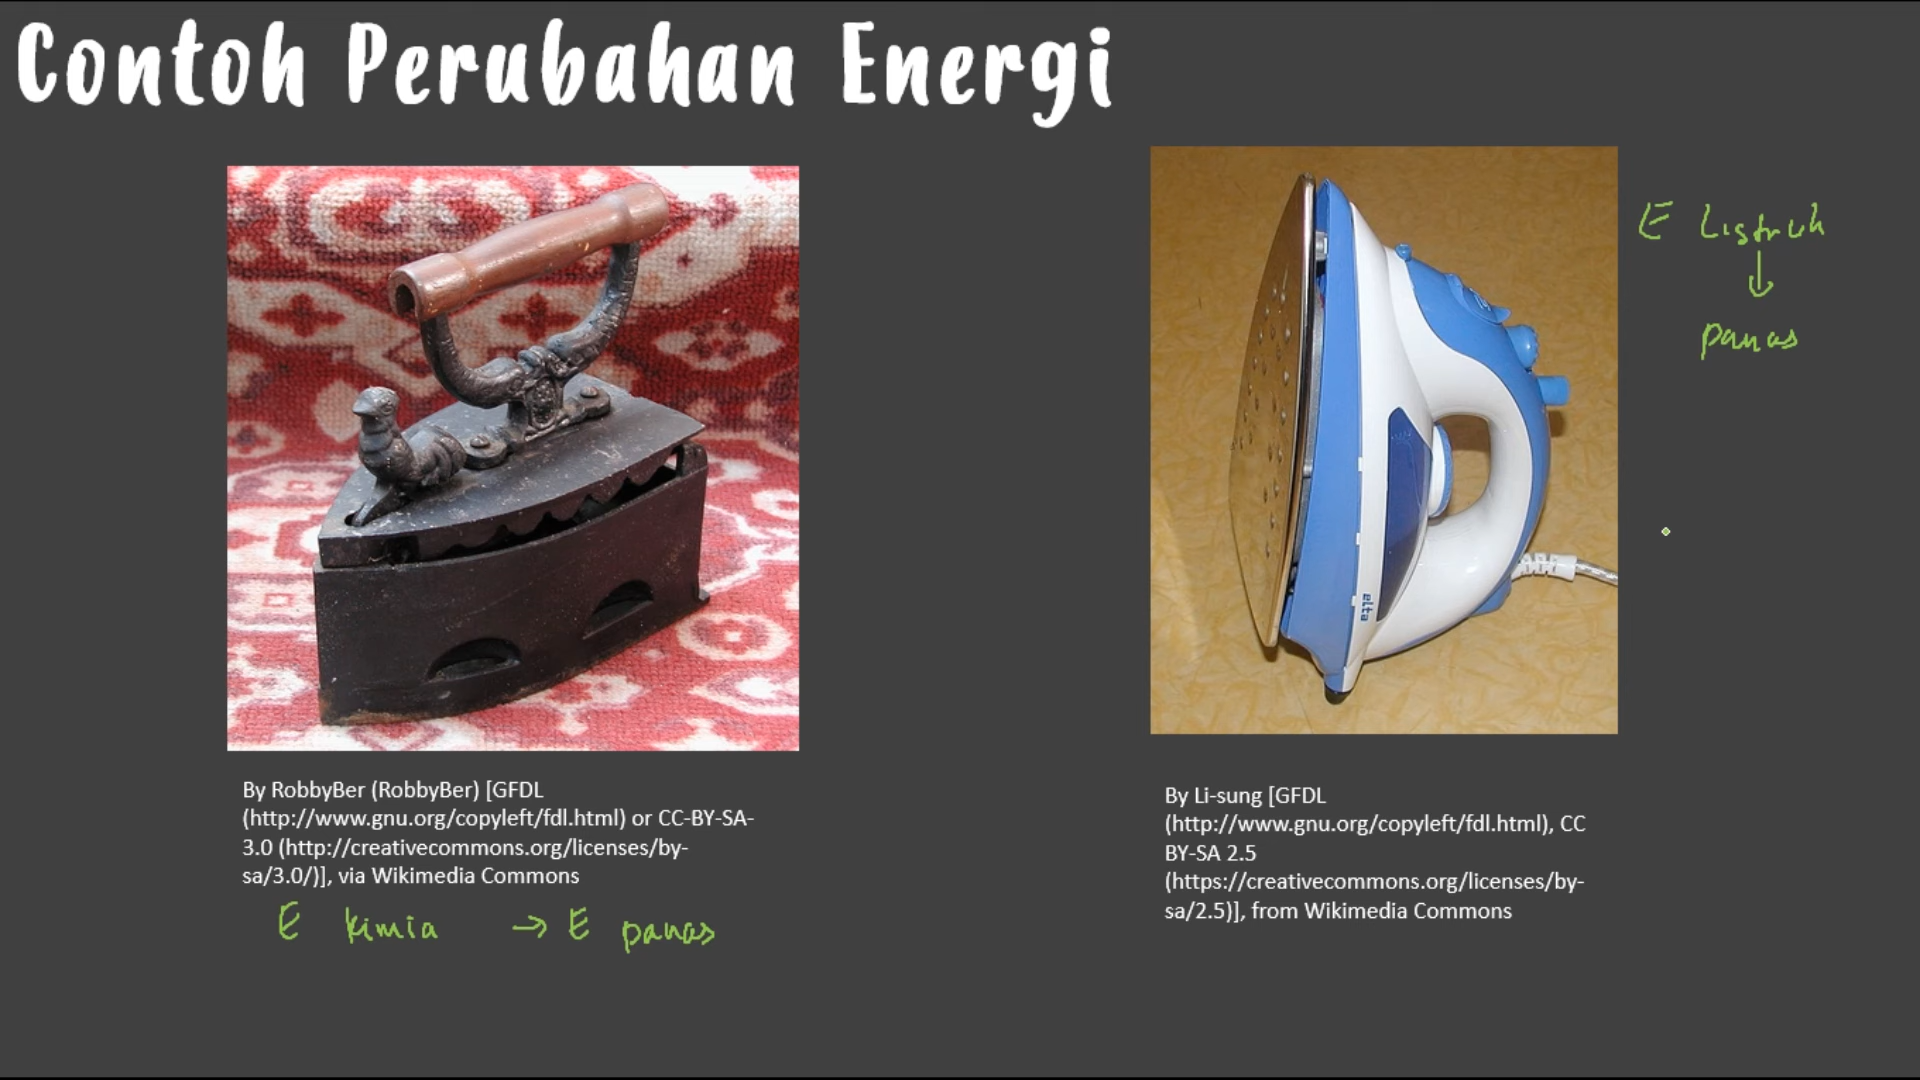 Contoh Perubahan Energi
E Listrik
↓
panas
elta
By RobbyBer (RobbyBer) [GFDL
(http://www.gnu.org/copyleft/fdl.html) or CC-BY-SA-
3.0 (http://creativecommons.org/licenses/by-
sa/3.0/)], via Wikimedia Commons
E kimia → E panas
By Li-sung [GFDL
(http://www.gnu.org/copyleft/fdl.html), CC
BY-SA 2.5
(https://creativecommons.org/licenses/by-
sa/2.5)], from Wikimedia Commons